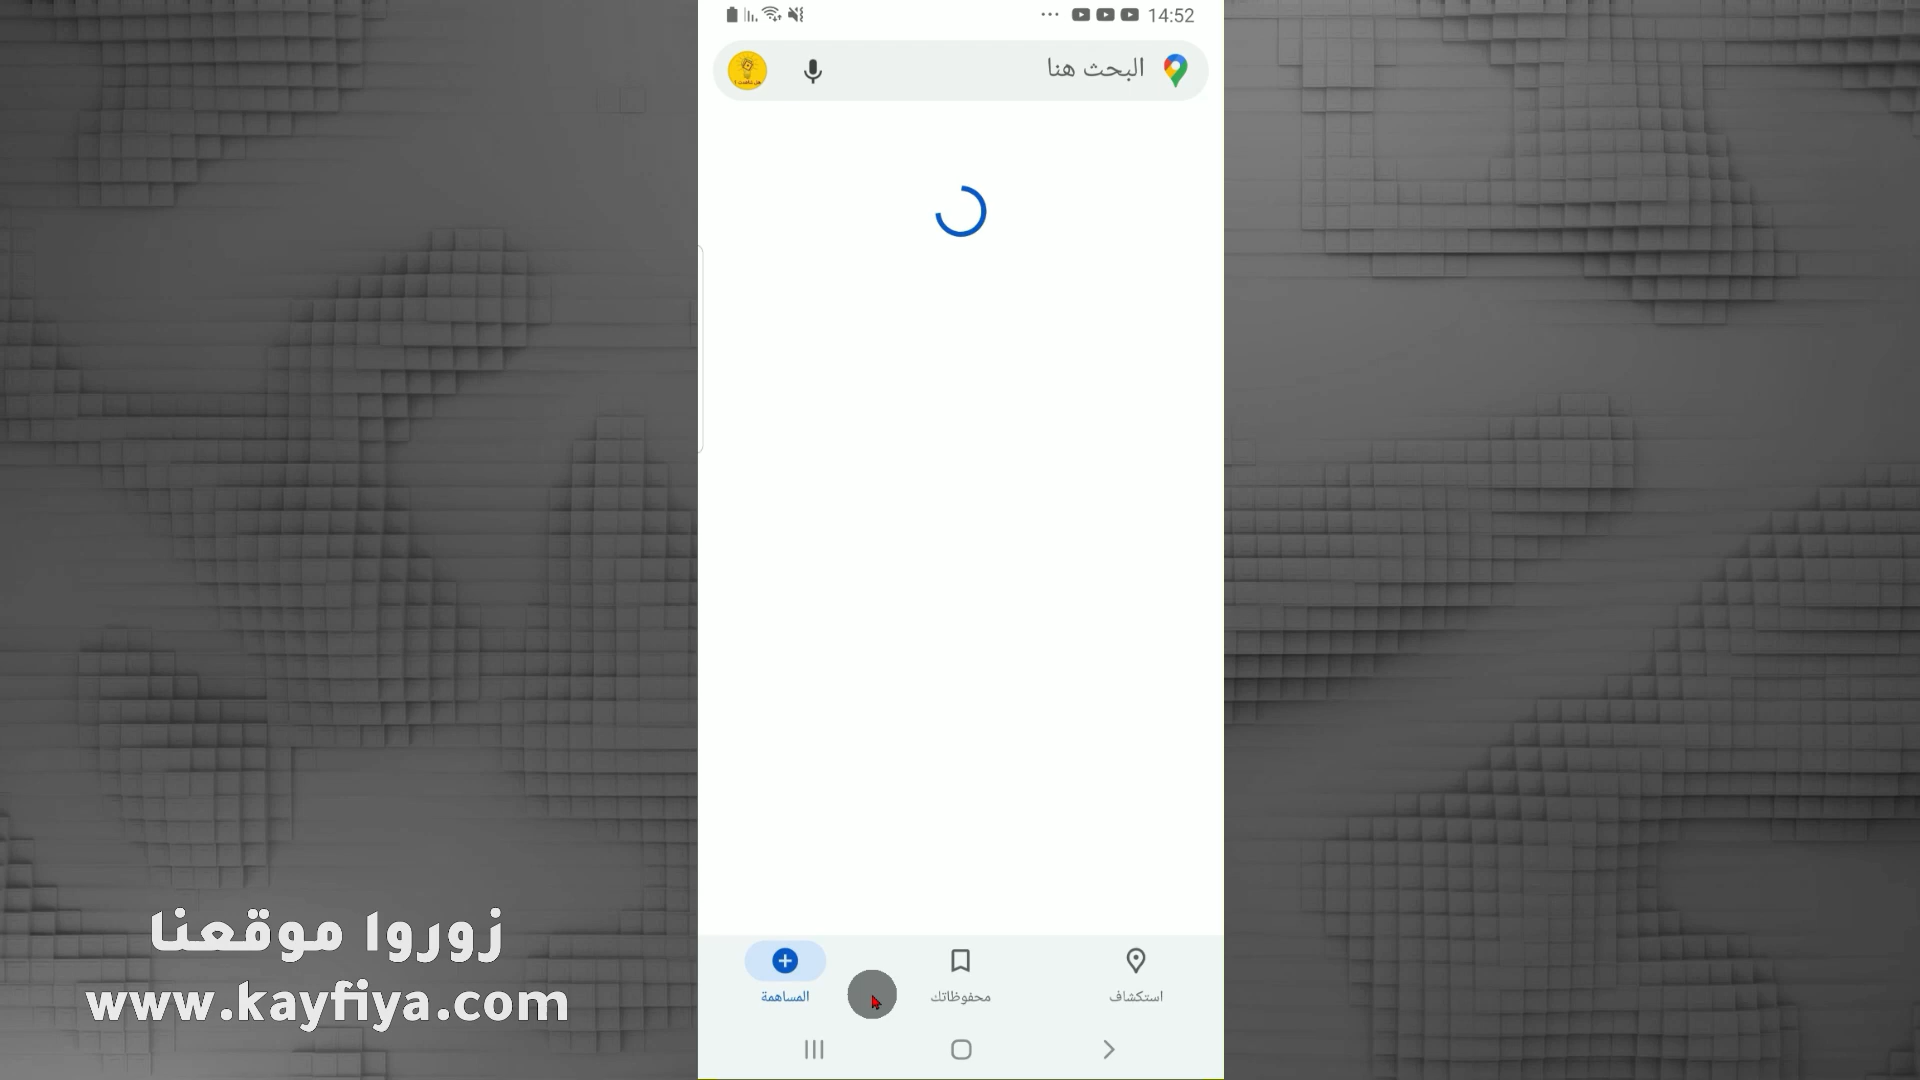 14:52
البحث هنا
استكشاف
محفوظاتك
المساهمة
زوروا موقعنا
www.kayfiya.com